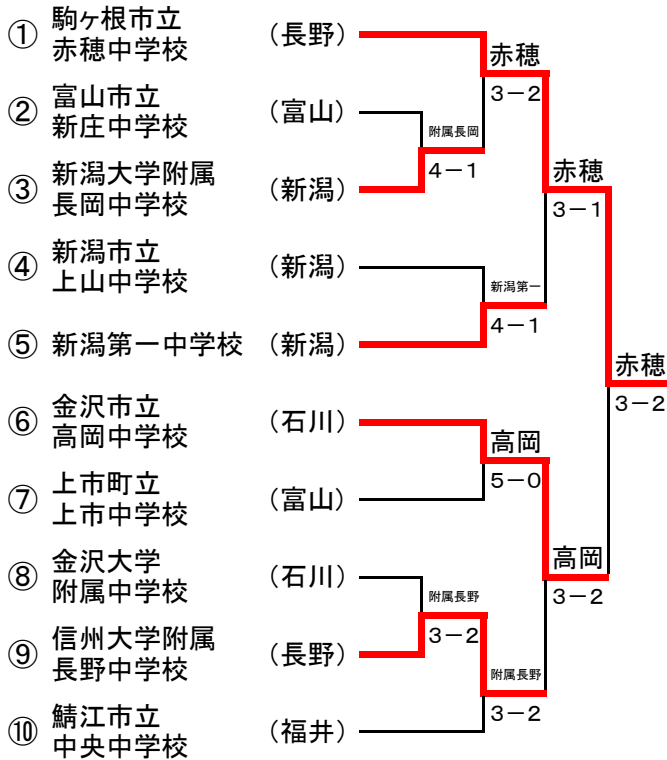 ① 駒ヶ根市立
赤穂中学校
(長野)
② 富山市立
新庄中学校
(富山)
③ 新潟大学附属
長岡中学校
(新潟)
④ 新潟市立
上山中学校
(新潟)
⑤ 新潟第一中学校
(新潟)
⑥ 金沢市立
高岡中学校
(石川)
⑦ 上市町立
上市中学校
(富山)
⑧ 金沢大学
附属中学校
(石川)
⑨ 信州大学附属
長野中学校
(長野)
⑩ 鯖江市立
中央中学校
(福井)
附属長岡
4-1
附属長野
3-2
赤穂
3-2
新潟第一
4-1
高岡
5-0
附属長野
3-2
赤穂
3-1
高岡
3-2
赤穂
3-2